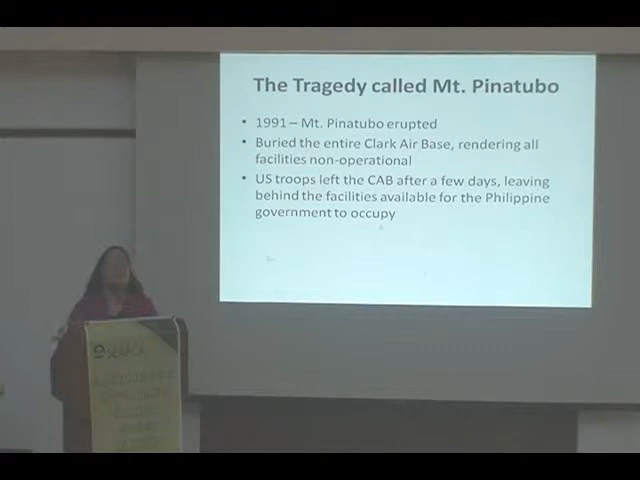 The Tragedy called Mt. Pinatubo
• 1991 – Mt. Pinatubo erupted
• Buried the entire Clark Air Base, rendering all
facilities non-operational
• US troops left the CAB after a few days, leaving
behind the facilities available for the Philippine
government to occupy
SEARCA